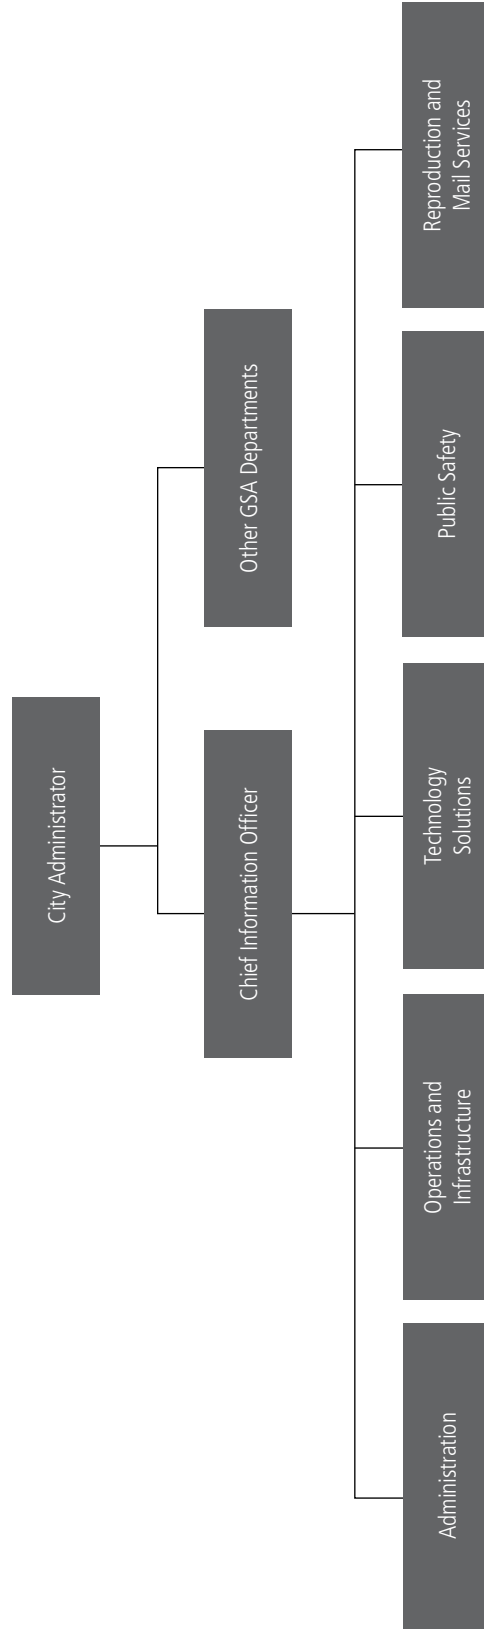 City Administrator
Chief Information Officer
Other GSA Departments
Administration
Operations and
Infrastructure
Technology
Solutions
Public Safety
Reproduction and
Mail Services